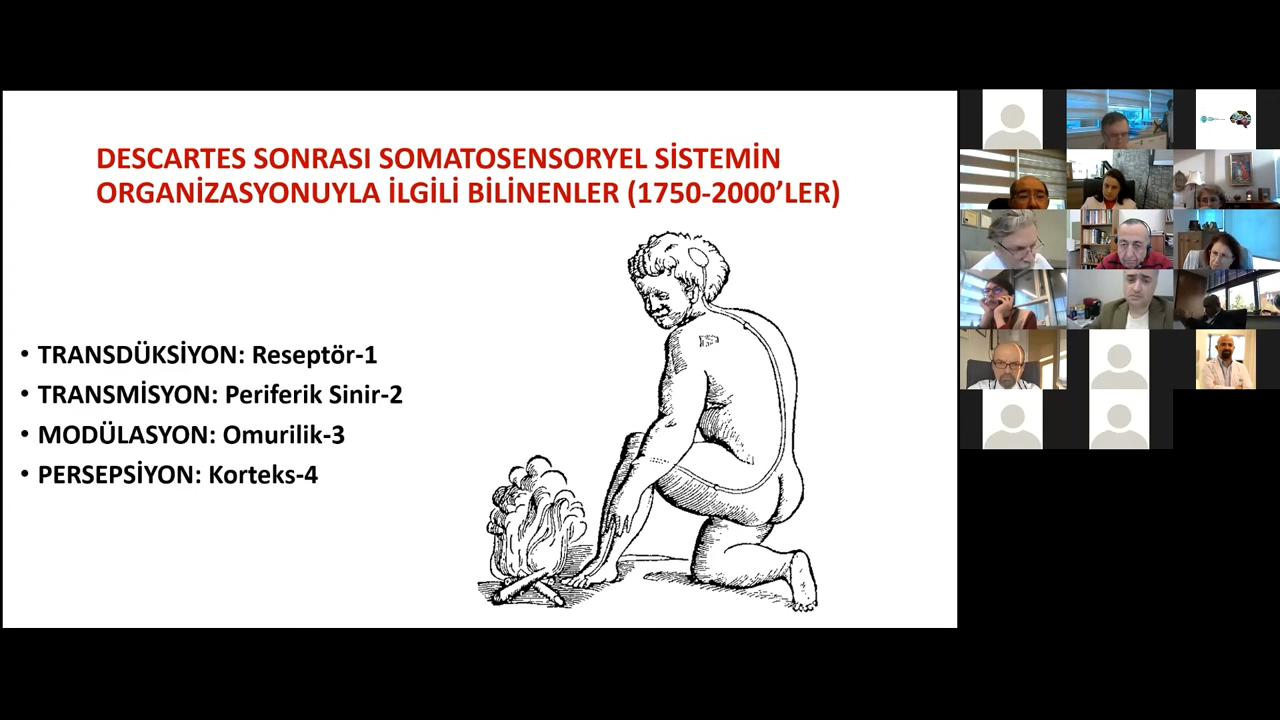 DESCARTES SONRASI SOMATOSENSORYEL SİSTEMİN
ORGANİZASYONUYLA İLGİLİ BİLİNENLER (1750-2000’LER)
• TRANSDÜKSİYON: Reseptör-1
• TRANSMİSYON: Periferik Sinir-2
• MODÜLASYON: Omurilik-3
• PERSEPSİYON: Korteks-4